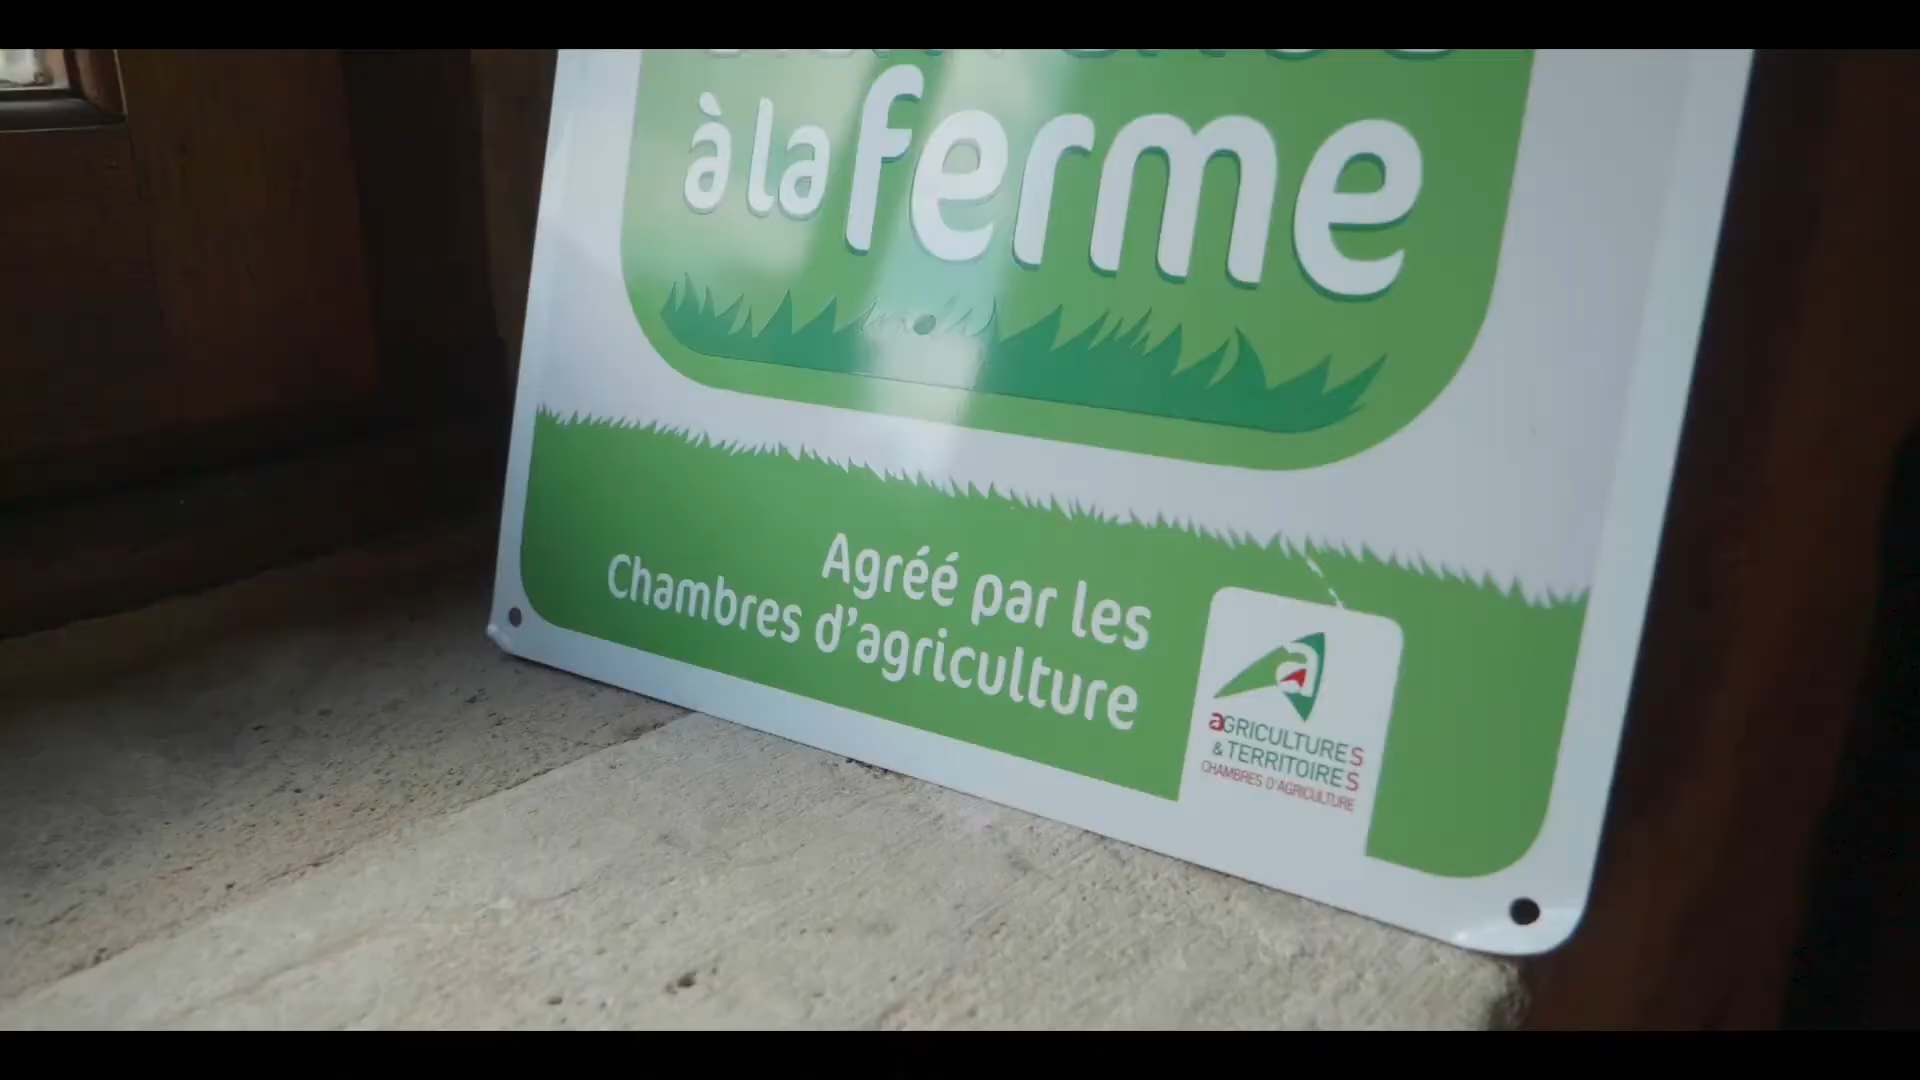 à la ferme
Agréé par les
Chambres d'agriculture
a
aGRICULTURES
& TERRITOIRES
CHAMBRES D'AGRICULTURE